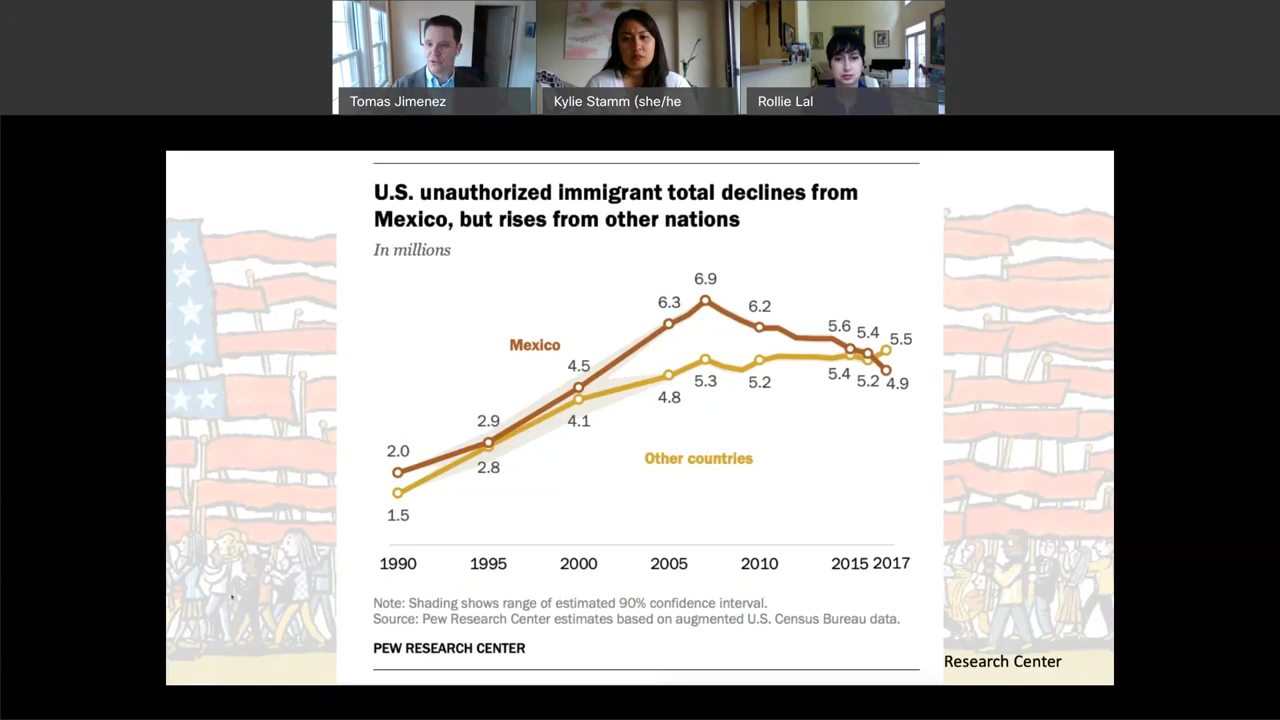 Tomas Jimenez
Kylie Stamm (she/he
Rollie Lal
U.S. unauthorized immigrant total declines from
Mexico, but rises from other nations
In millions
6.9
6.3
6.2
5.6
5.4
5.5
Mexico
4.5
5.3
5.2
5.4
5.2
4.9
4.8
2.9
4.1
Other countries
2.0
2.8
1.5
1990 1995 2000 2005 2010 2015 2017
Note: Shading shows range of estimated 90% confidence interval.
Source: Pew Research Center estimates based on augmented U.S. Census Bureau data.
PEW RESEARCH CENTER
Research Center